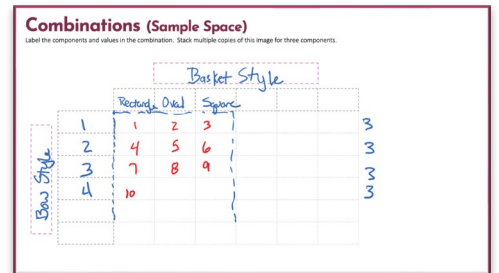 Combinations (Sample Space)
Label the components and values in the combination. Stack multiple copies of this image for three components.
Basket Style
Rectangle Oval Square
Bow Style
1 1 2 3 3
2 4 5 6 3
3 7 8 9 3
4 10 3